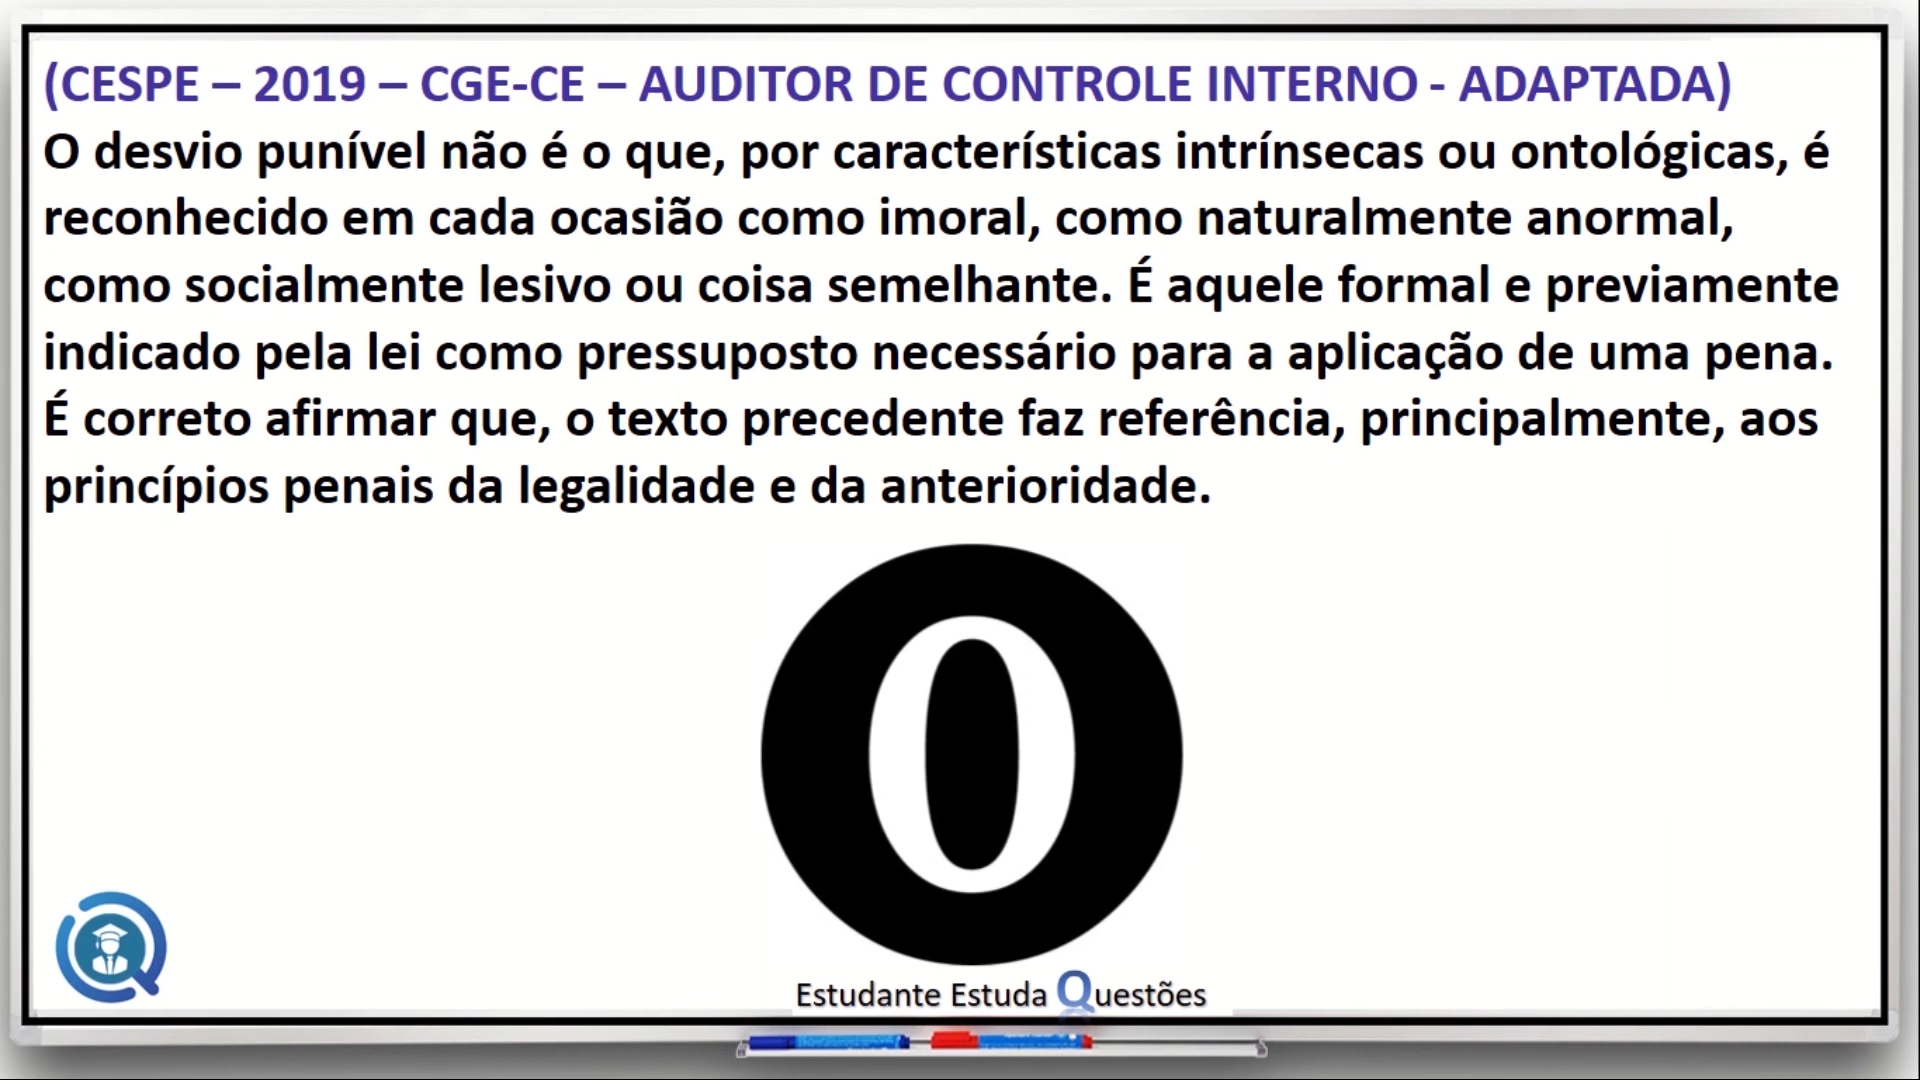 (CESPE – 2019 – CGE-CE – AUDITOR DE CONTROLE INTERNO - ADAPTADA)
O desvio punível não é o que, por características intrínsecas ou ontológicas, é
reconhecido em cada ocasião como imoral, como naturalmente anormal,
como socialmente lesivo ou coisa semelhante. É aquele formal e previamente
indicado pela lei como pressuposto necessário para a aplicação de uma pena.
É correto afirmar que, o texto precedente faz referência, principalmente, aos
princípios penais da legalidade e da anterioridade.
0
Estudante Estuda Questões